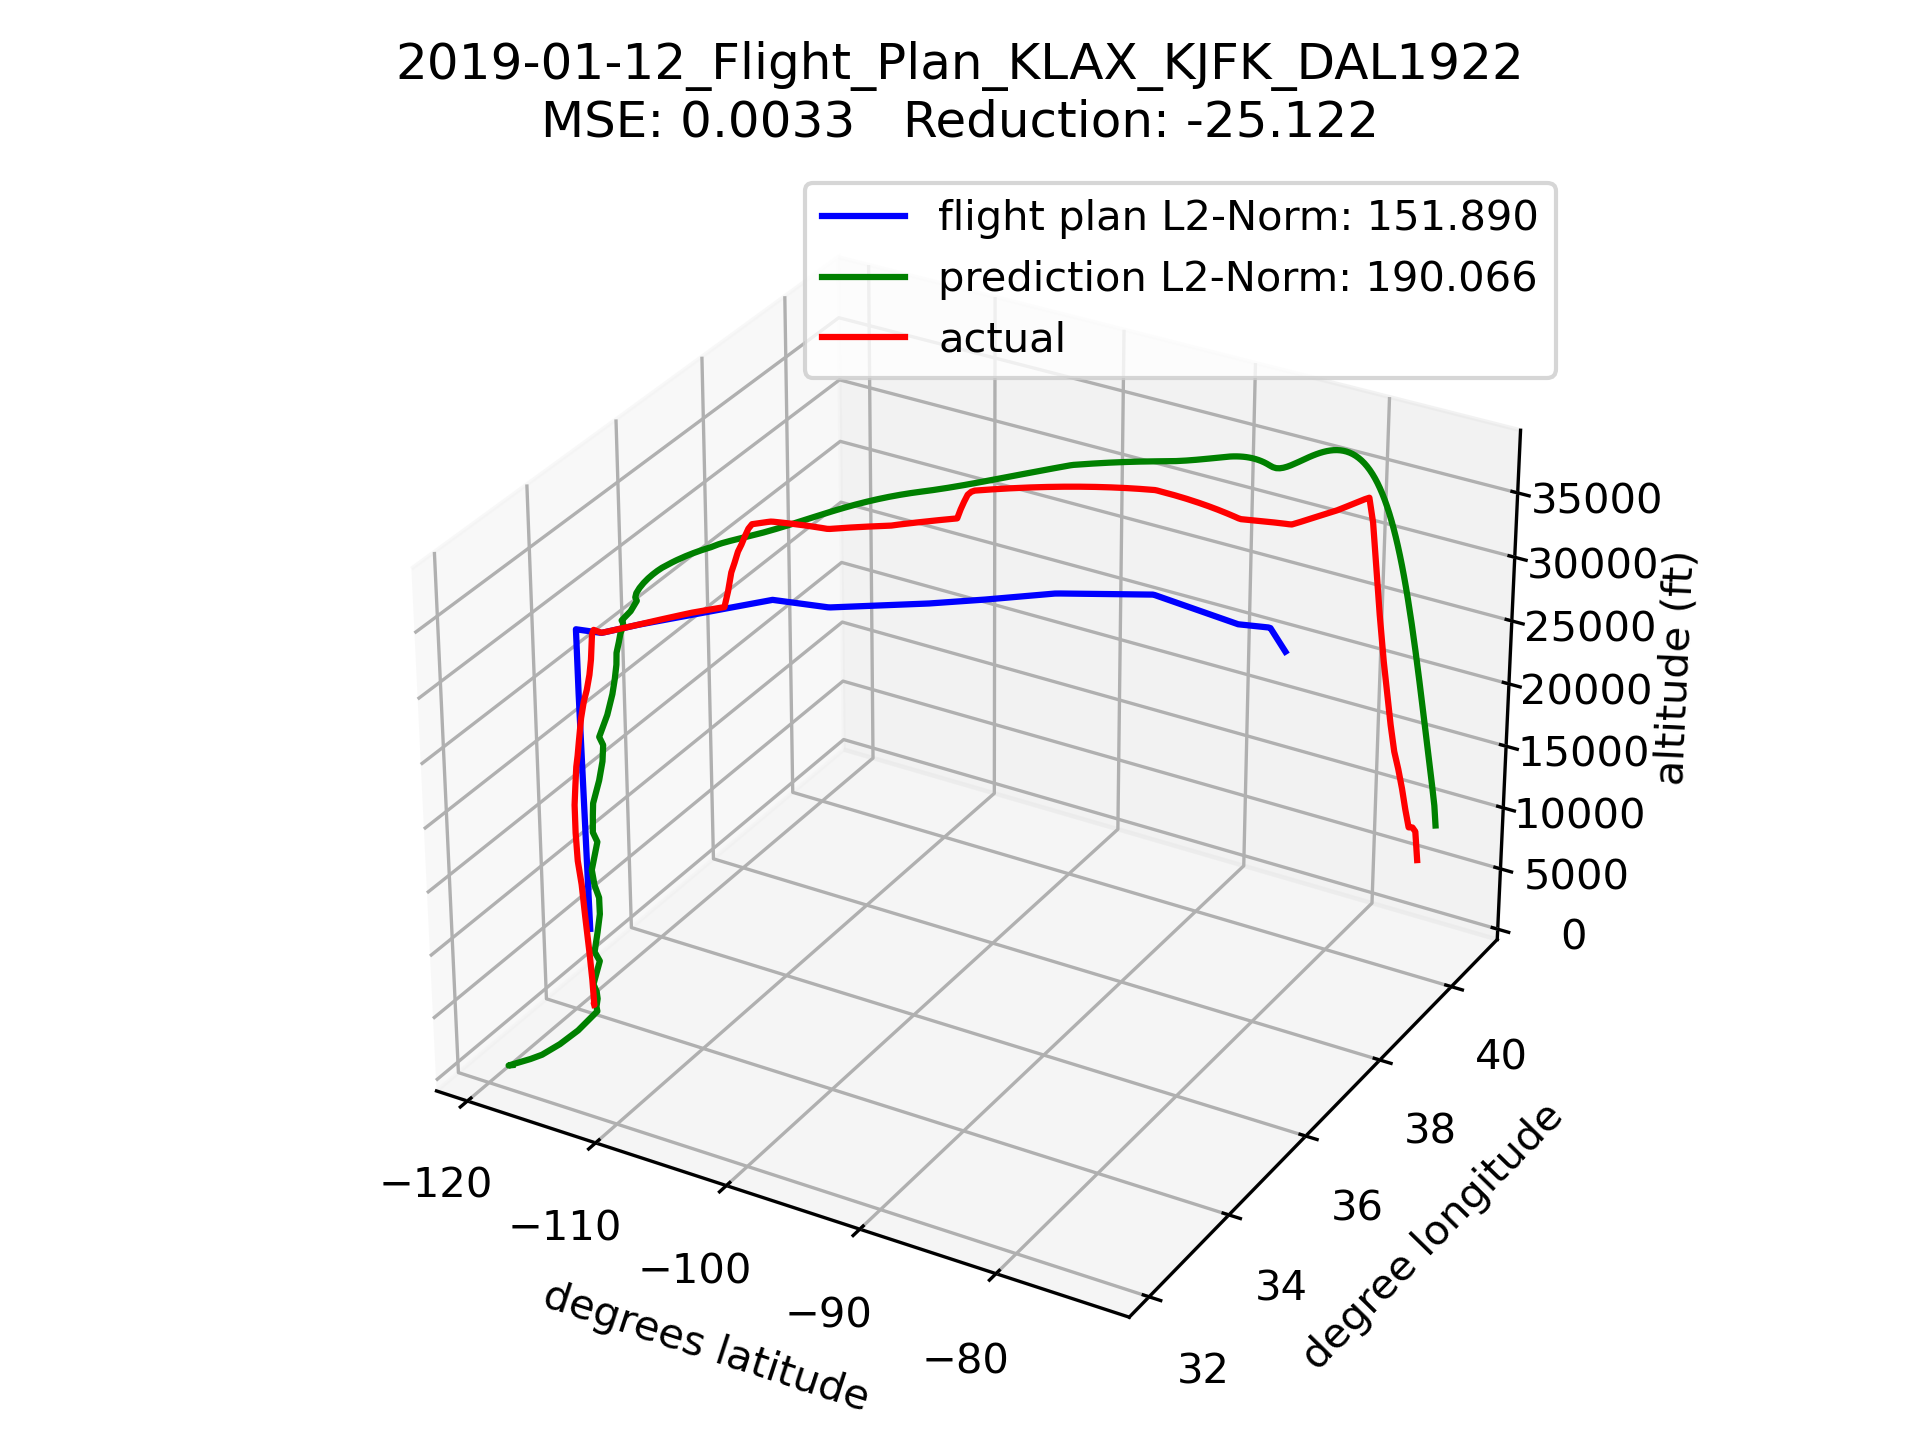 2019-01-12_Flight_Plan_KLAX_KJFK_DAL1922
MSE: 0.0033   Reduction: -25.122
flight plan L2-Norm: 151.890
prediction L2-Norm: 190.066
actual
35000
30000
25000
20000
15000
10000
5000
0
altitude (ft)
40
38
36
34
32
degree longitude
−120
−110
−100
−90
−80
degrees latitude